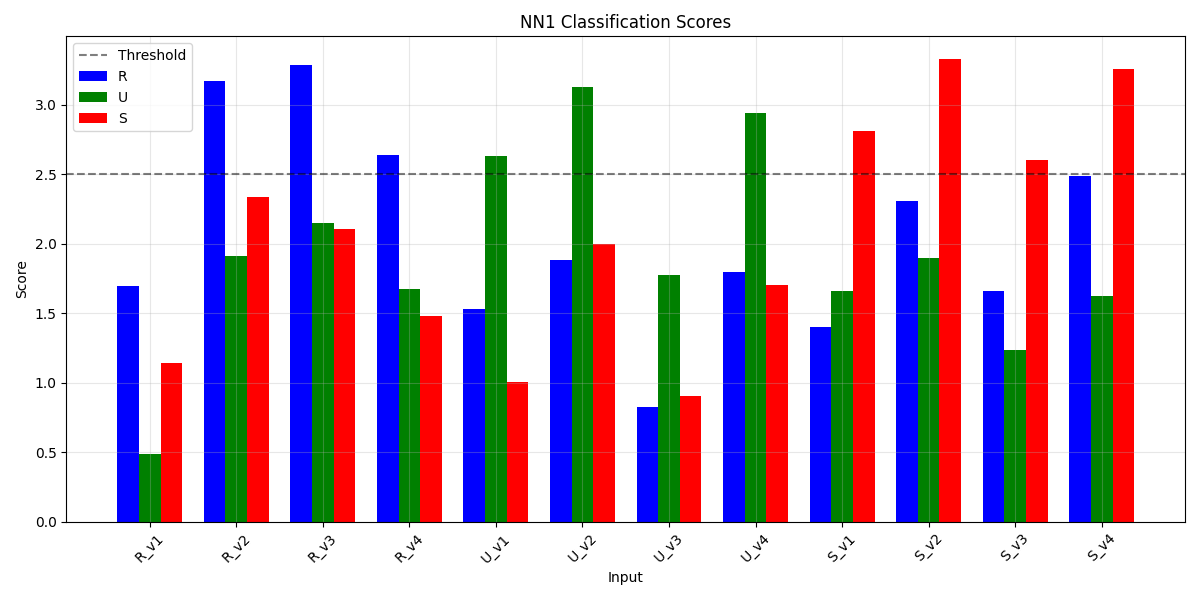 NN1 Classification Scores
Threshold
R
U
S
Score
3.0
2.5
2.0
1.5
1.0
0.5
0.0
R_v1
R_v2
R_v3
R_v4
U_v1
U_v2
U_v3
U_v4
S_v1
S_v2
S_v3
S_v4
Input